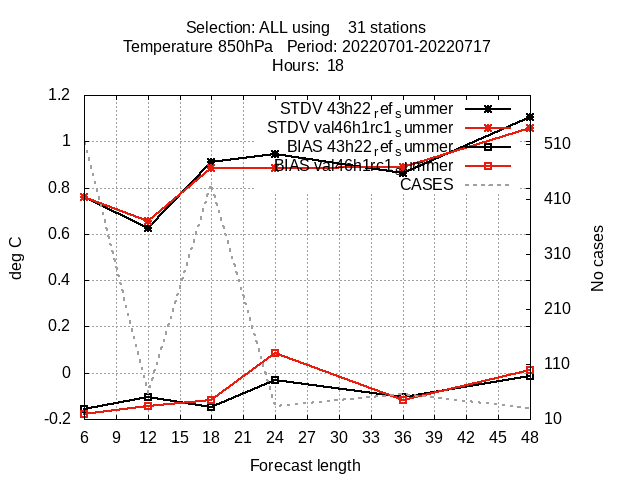 Selection: ALL using 31 stations
Temperature 850hPa Period: 20220701-20220717
Hours: 18
STDV 43h22_ref_summer
STDV val46h1rc1_summer
BIAS 43h22_ref_summer
BIAS val46h1rc1_summer
CASES
1.2
1
0.8
0.6
0.4
0.2
0
-0.2
deg C
510
410
310
210
110
10
No cases
6 9 12 15 18 21 24 27 30 33 36 39 42 45 48
Forecast length